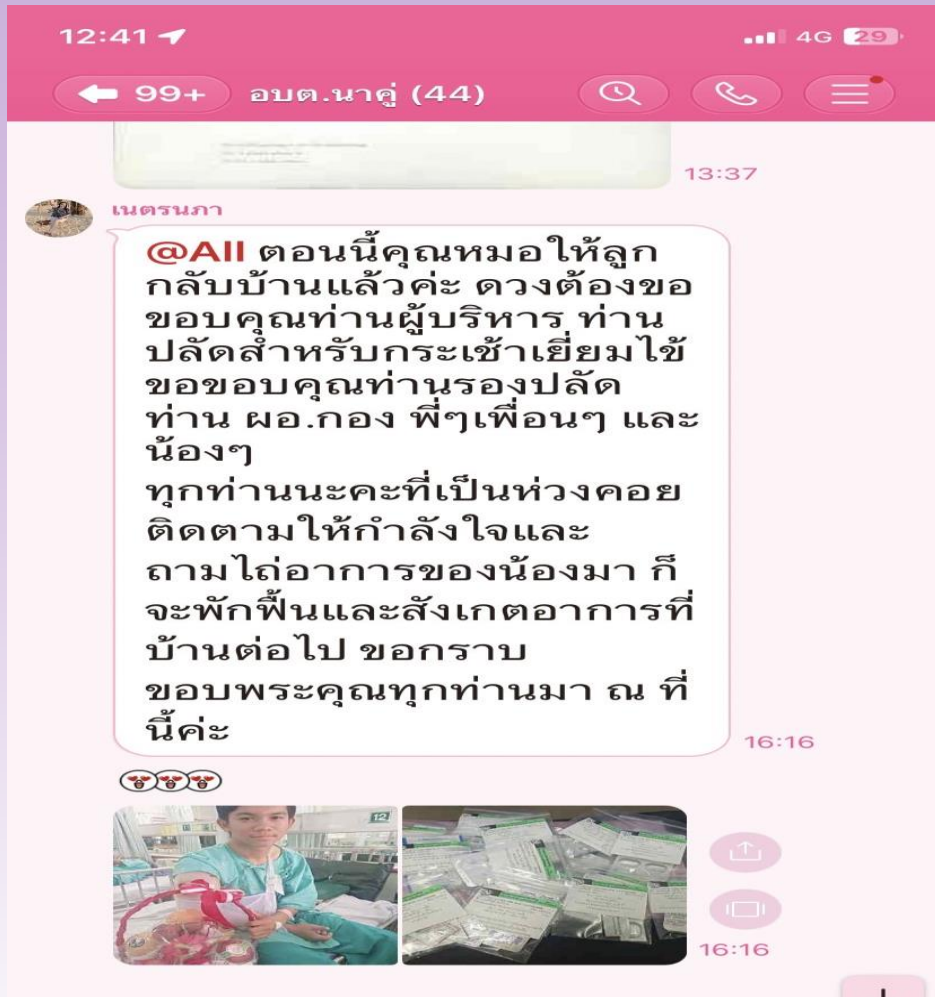 12:41
4G 29
99+ อบต.นาคู่ (44)
13:37
เนตรนภา
@All ตอนนี้คุณหมอให้ลูก
กลับบ้านแล้วค่ะ ดวงต้องขอ
ขอบคุณท่านผู้บริหาร ท่าน
ปลัดสำหรับกระเช้าเยี่ยมไข้
ขอขอบคุณท่านรองปลัด
ท่าน ผอ.กอง พี่ๆเพื่อนๆ และ
น้องๆ
ทุกท่านนะคะที่เป็นห่วงคอย
ติดตามให้กำลังใจและ
ถามไถ่อาการของน้องมา ก็
จะพักฟื้นและสังเกตอาการที่
บ้านต่อไป ขอกราบ
ขอบพระคุณทุกท่านมา ณ ที่
นี้ค่ะ
16:16
12
16:16